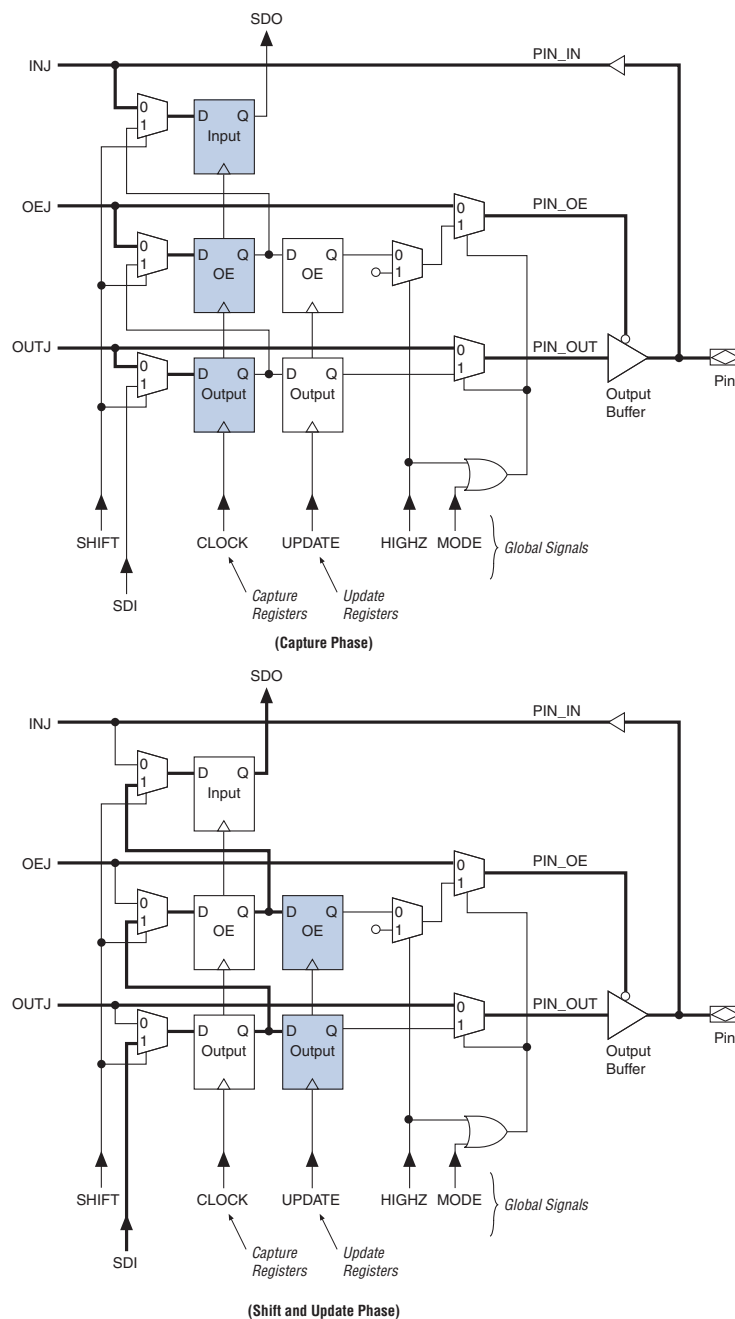 SDO
INJ
PIN_IN
0
1
D Q
Input
OEJ
0
PIN_OE
1
0
1
D Q
OE
D Q
OE
0
1
OUTJ
0
PIN_OUT
1
0
1
D Q
Output
D Q
Output
Output
Buffer
Pin
SHIFT
CLOCK
UPDATE
HIGHZ
MODE
Global Signals
SDI
Capture
Registers
Update
Registers
(Capture Phase)
SDO
INJ
PIN_IN
0
1
D Q
Input
OEJ
0
PIN_OE
1
0
1
D Q
OE
D Q
OE
0
1
OUTJ
0
PIN_OUT
1
0
1
D Q
Output
D Q
Output
Output
Buffer
Pin
SHIFT
CLOCK
UPDATE
HIGHZ
MODE
Global Signals
SDI
Capture
Registers
Update
Registers
(Shift and Update Phase)